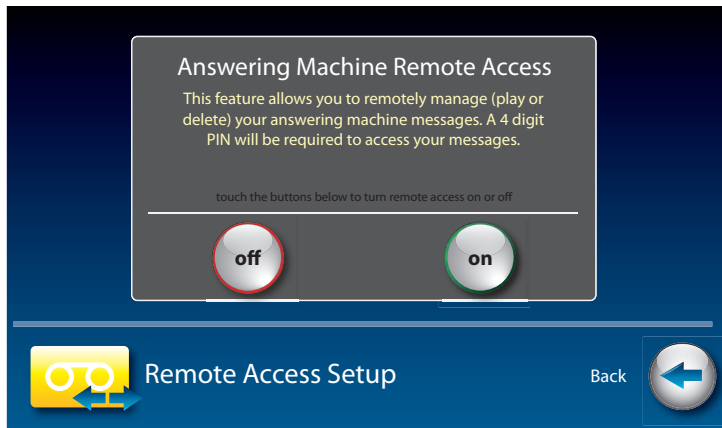 Answering Machine Remote Access
This feature allows you to remotely manage (play or
delete) your answering machine messages. A 4 digit
PIN will be required to access your messages.
touch the buttons below to turn remote access on or off
off
on
Remote Access Setup
Back